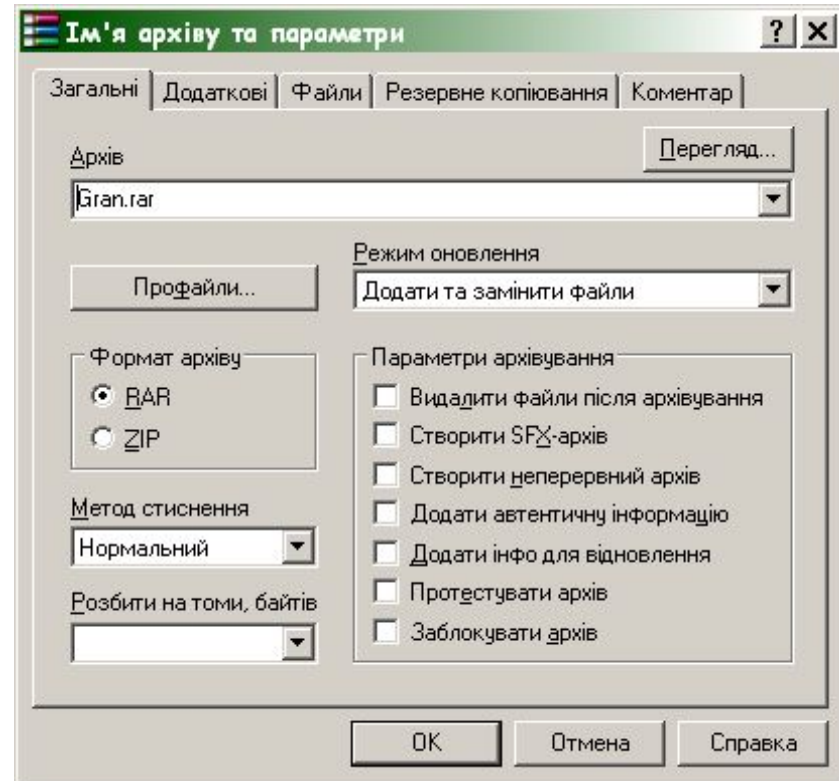 Ім'я архіву та параметри
Загальні Додаткові Файли Резервне копіювання Коментар
Архів
Перегляд...
Gran.rar
Режим оновлення
Профайли...
Додати та замінити файли
Формат архіву
RAR
ZIP
Метод стиснення
Нормальний
Розбити на томи, байтів
Параметри архівування
Видалити файли після архівування
Створити SFX-архів
Створити неперервний архів
Додати автентичну інформацію
Додати інфо для відновлення
Протестувати архів
Заблокувати архів
OK Отмена Справка